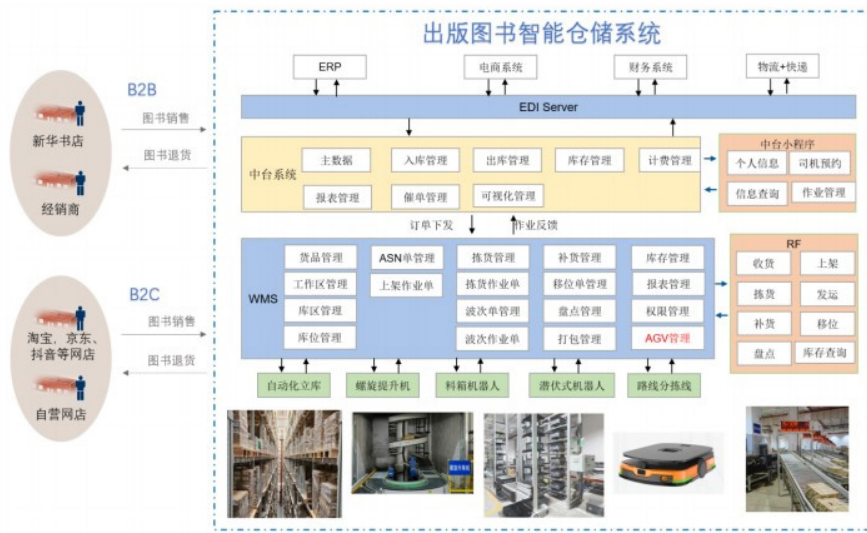 出版图书智能仓储系统
ERP
电商系统
财务系统
物流+快递
EDI Server
B2B
图书销售
图书退货
新华书店
经销商
中台系统
主数据
入库管理
出库管理
库存管理
计费管理
报表管理
催单管理
可视化管理
中台小程序
个人信息
司机预约
信息查询
作业管理
订单下发
作业反馈
WMS
货品管理
ASN单管理
拣货管理
补货管理
库存管理
工作区管理
上架作业单
拣货作业单
移位单管理
报表管理
库区管理
波次单管理
盘点管理
权限管理
库位管理
波次作业单
打包管理
AGV管理
RF
收货
上架
拣货
发运
补货
移位
盘点
库存查询
B2C
图书销售
图书退货
淘宝，京东、
抖音等网店
自营网店
自动化立库
螺旋提升机
料箱机器人
潜伏式机器人
路线分拣线